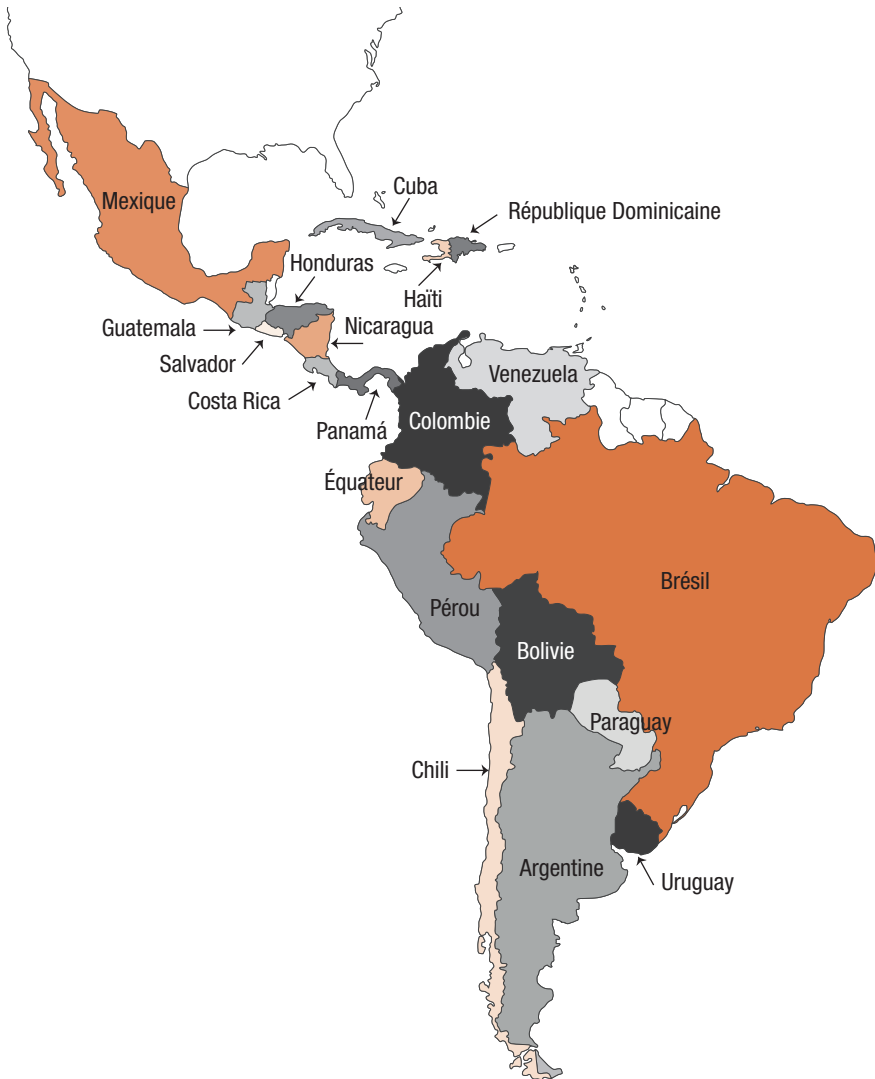 Mexique
Cuba
République Dominicaine
Honduras
Haïti
Guatemala
Nicaragua
Salvador
Costa Rica
Panamá
Venezuela
Colombie
Équateur
Brésil
Pérou
Bolivie
Paraguay
Chili
Argentine
Uruguay